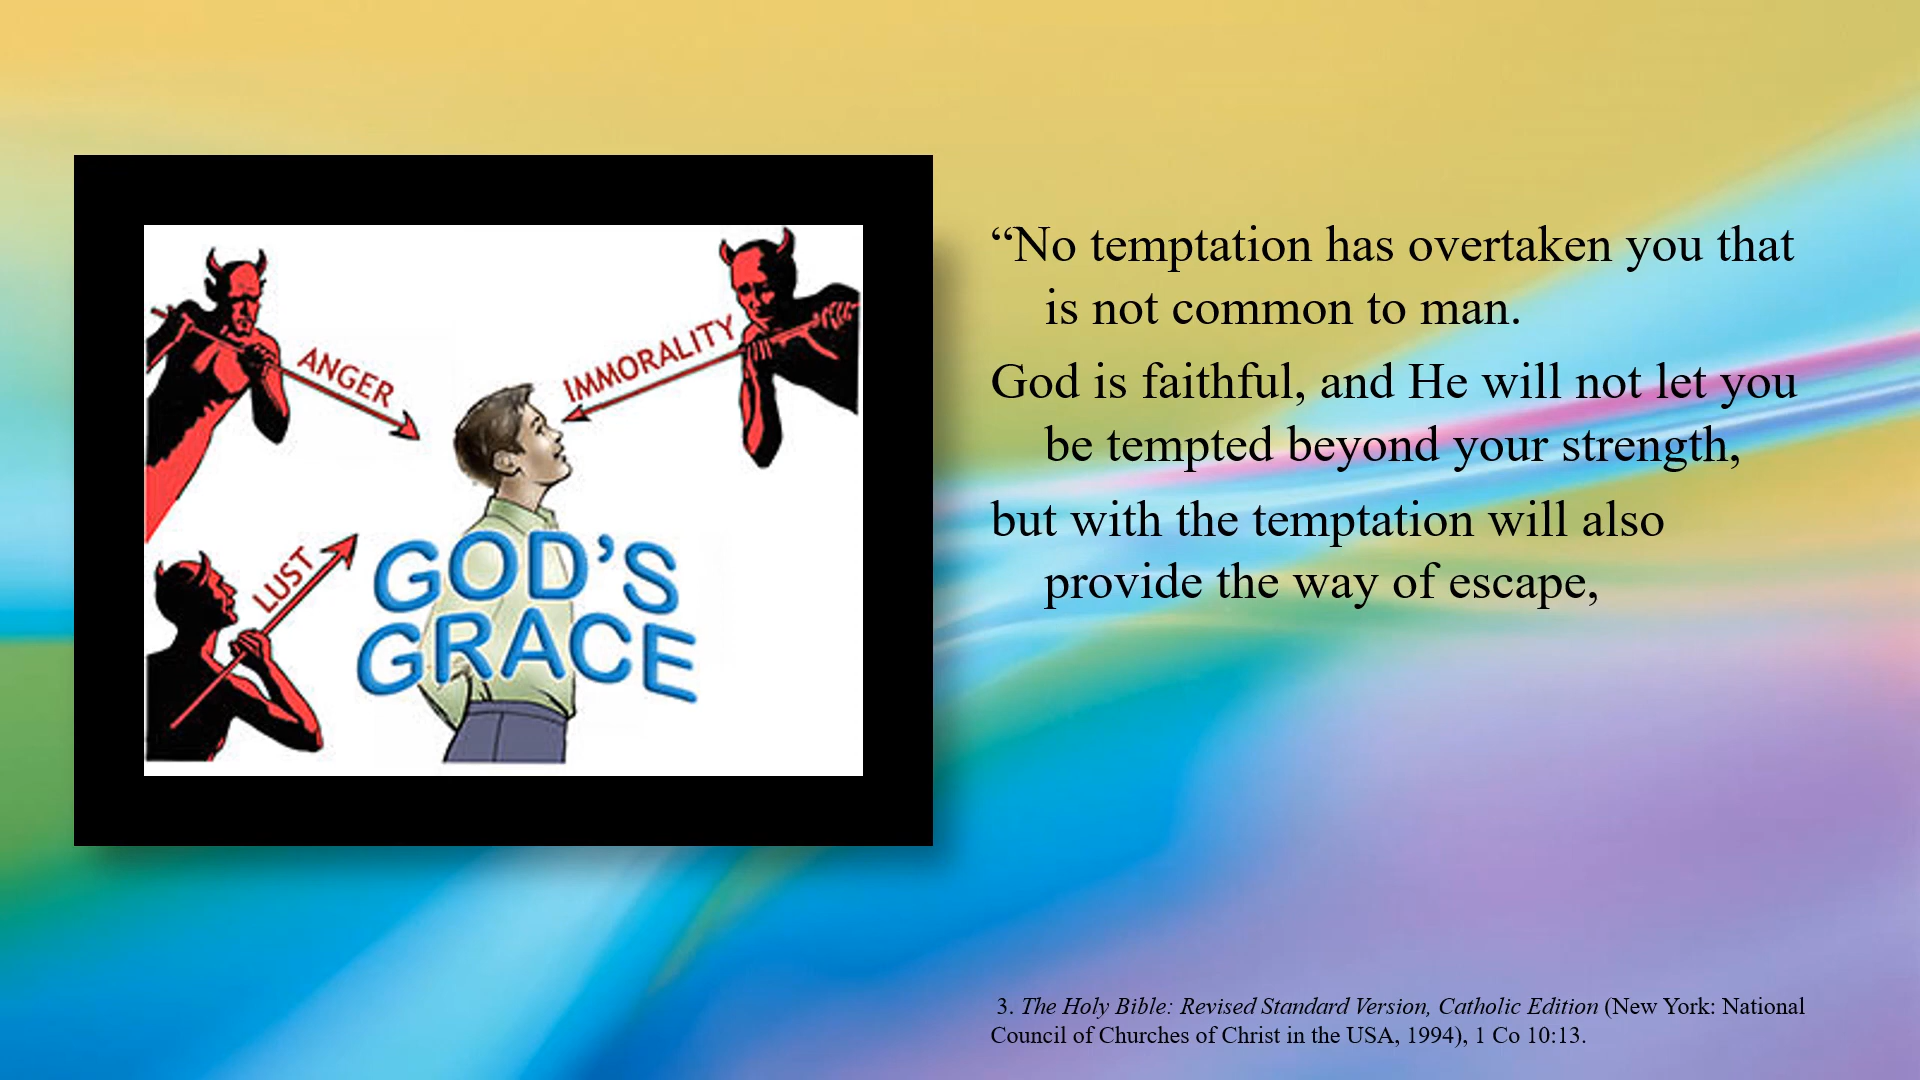 ANGER
IMMORALITY
LUST
GOD'S
GRACE
“No temptation has overtaken you that
is not common to man.
God is faithful, and He will not let you
be tempted beyond your strength,
but with the temptation will also
provide the way of escape,
3. The Holy Bible: Revised Standard Version, Catholic Edition (New York: National
Council of Churches of Christ in the USA, 1994), 1 Co 10:13.